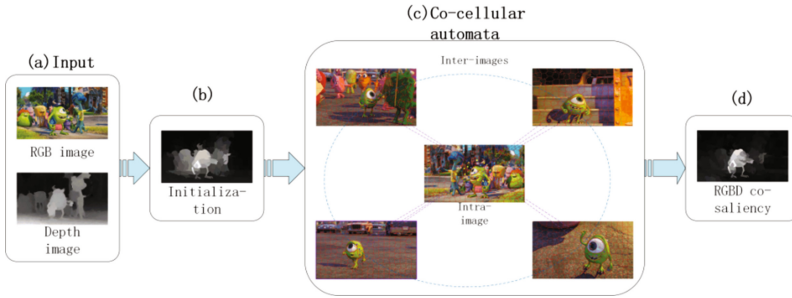 (a)Input
RGB image
Depth
image
(b)
Initializa-
tion
(c)Co-cellular
automata
Inter-images
Intra-
image
(d)
RGBD co-
saliency